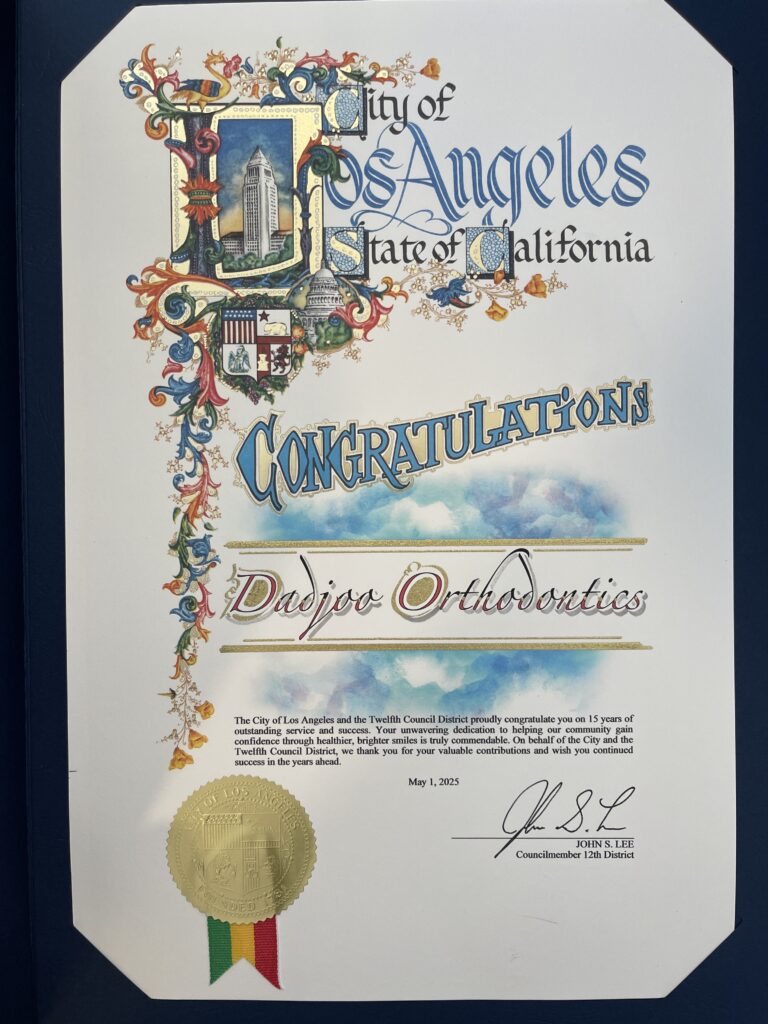 City of
Los Angeles
State of California
CONGRATULATIONS
Dadjoo Orthodontics
The City of Los Angeles and the Twelfth Council District proudly congratulate you on 15 years of
outstanding service and success. Your unwavering dedication to helping our community gain
confidence through healthier, brighter smiles is truly commendable. On behalf of the City and the
Twelfth Council District, we thank you for your valuable contributions and wish you continued
success in the years ahead.
May 1, 2025
JOHN S. LEE
Councilmember 12th District
CITY OF LOS ANGELES